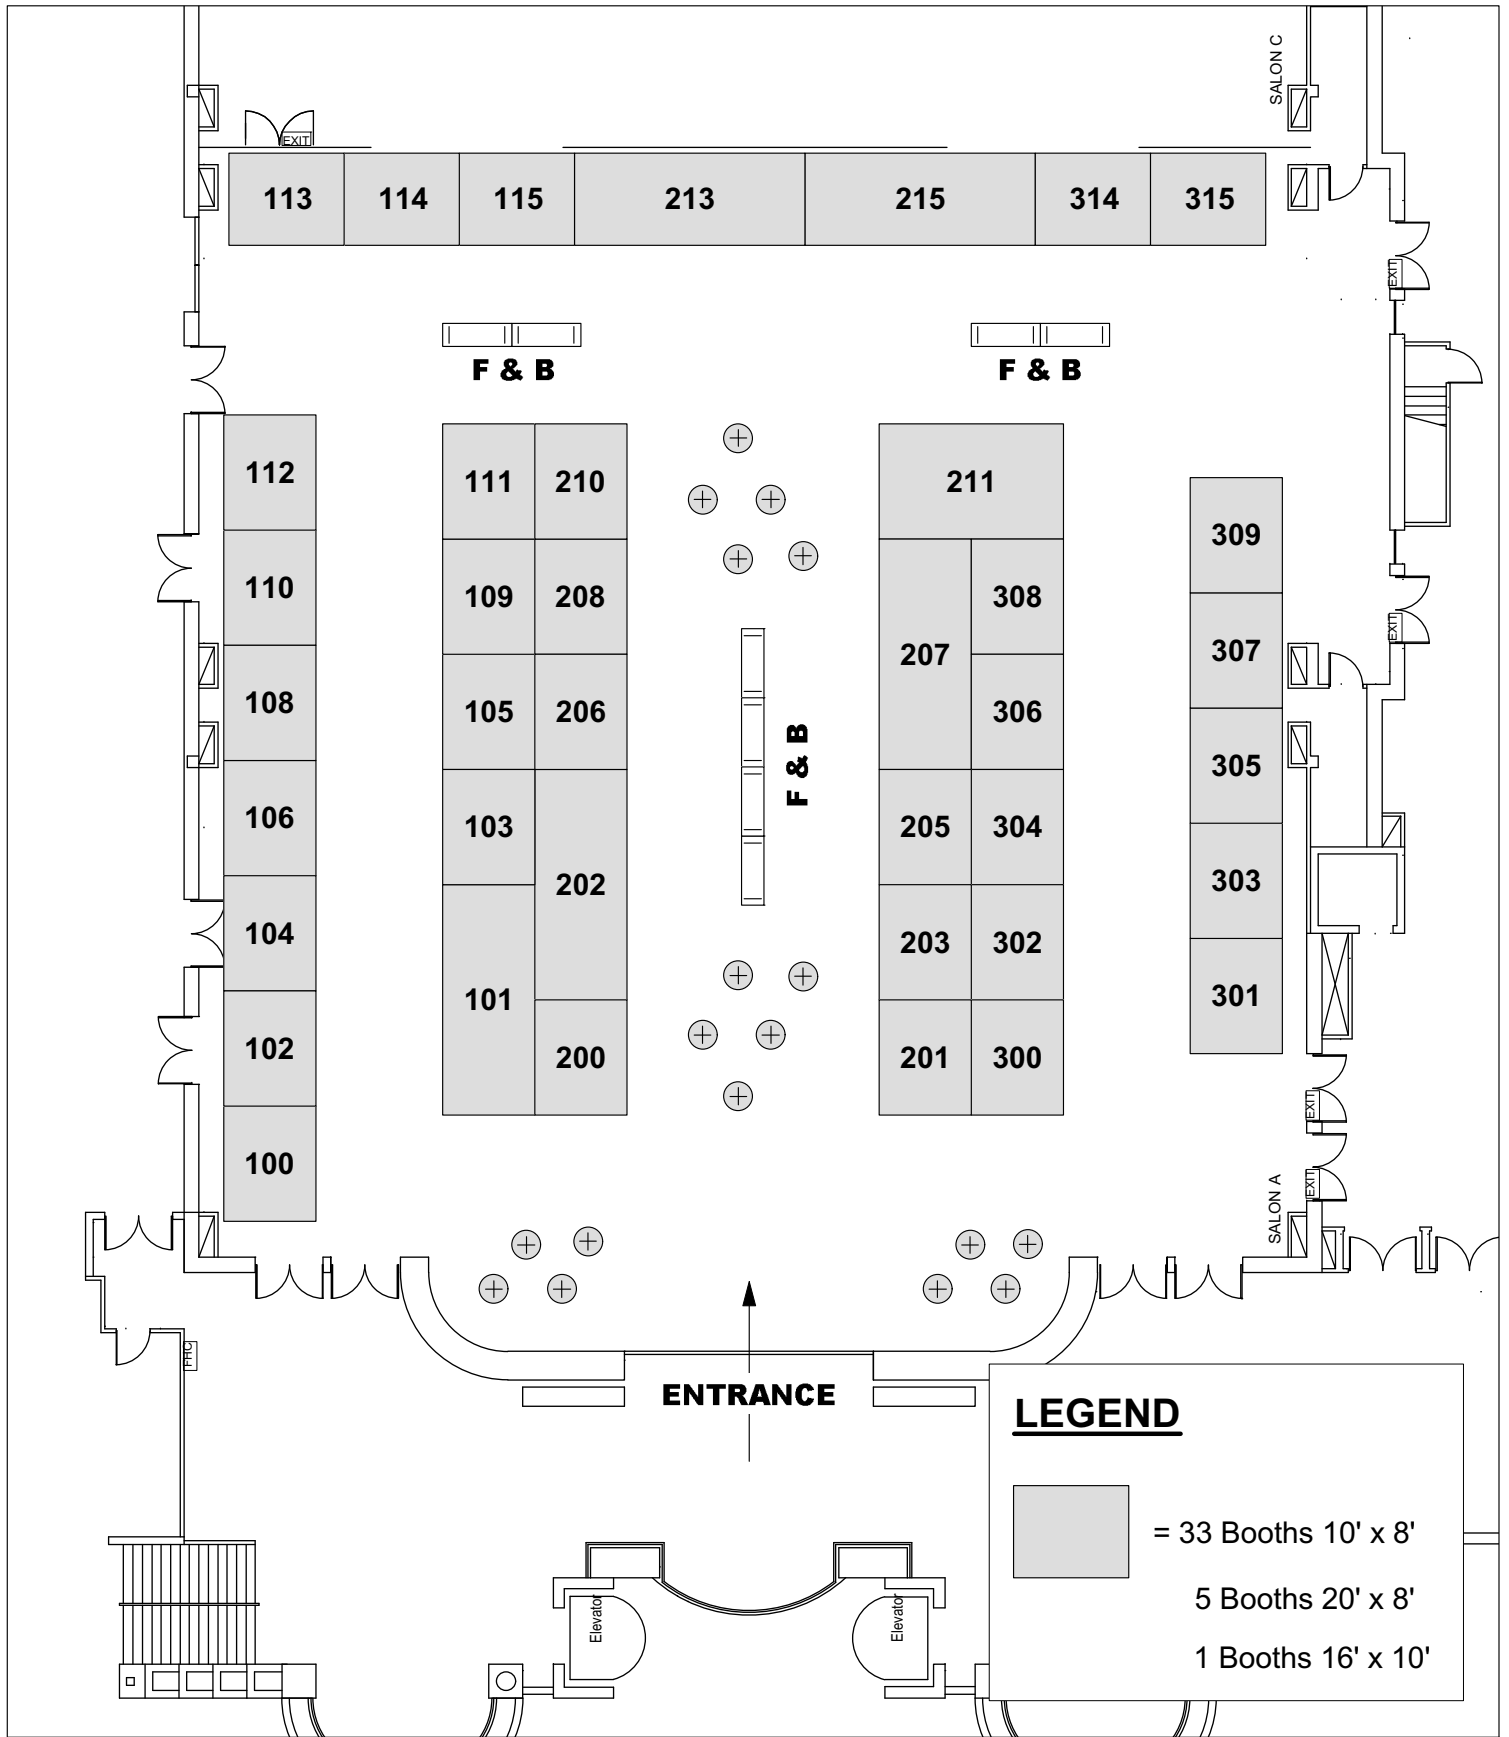 SALON C
EXIT
113 114 115 213 215 314 315
EXIT
F & B F & B
112 111 210 211
309
110 109 208 308
EXIT
307
207
108 105 206 306
F & B
305
106 103 205 304
202 303
104 203 302
101 301
102 200 201 300
EXIT
100
EXIT
SALON A
FHC
ENTRANCE
LEGEND
= 33 Booths 10' x 8'
5 Booths 20' x 8'
1 Booths 16' x 10'
Elevator Elevator